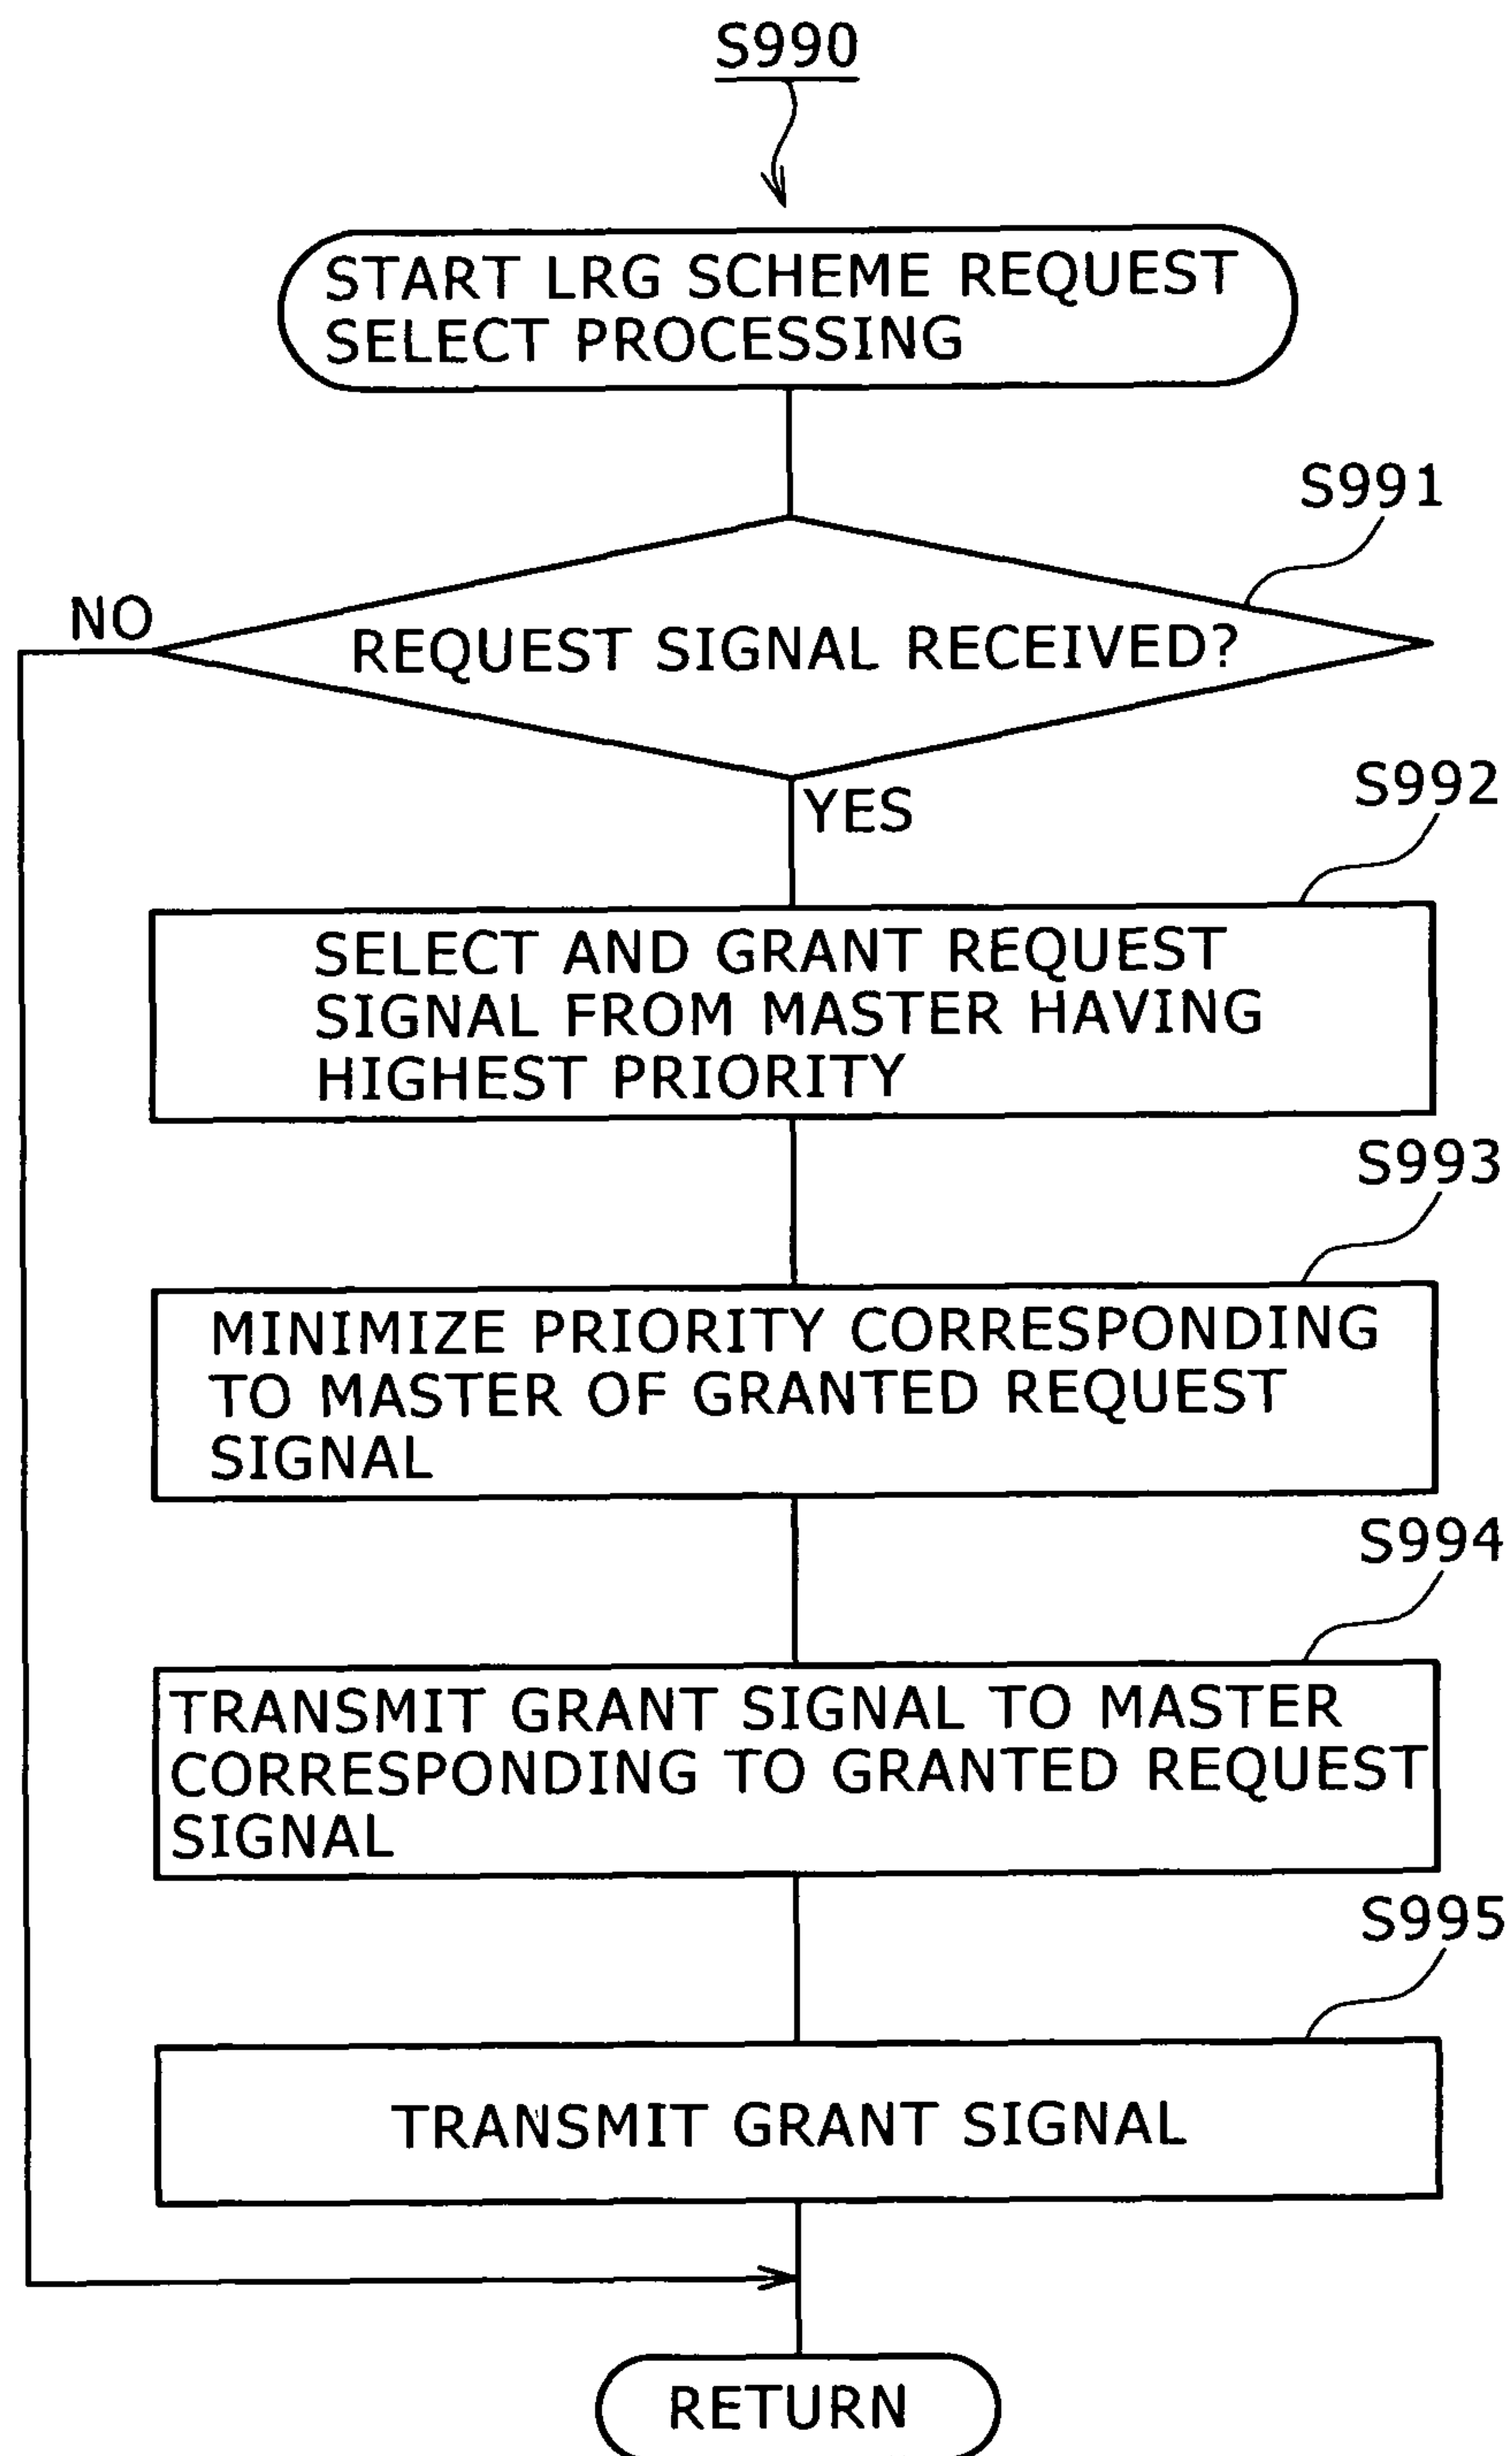 S990
START LRG SCHEME REQUEST
SELECT PROCESSING
S991
NO
REQUEST SIGNAL RECEIVED?
YES
S992
SELECT AND GRANT REQUEST
SIGNAL FROM MASTER HAVING
HIGHEST PRIORITY
S993
MINIMIZE PRIORITY CORRESPONDING
TO MASTER OF GRANTED REQUEST
SIGNAL
S994
TRANSMIT GRANT SIGNAL TO MASTER
CORRESPONDING TO GRANTED REQUEST
SIGNAL
S995
TRANSMIT GRANT SIGNAL
RETURN